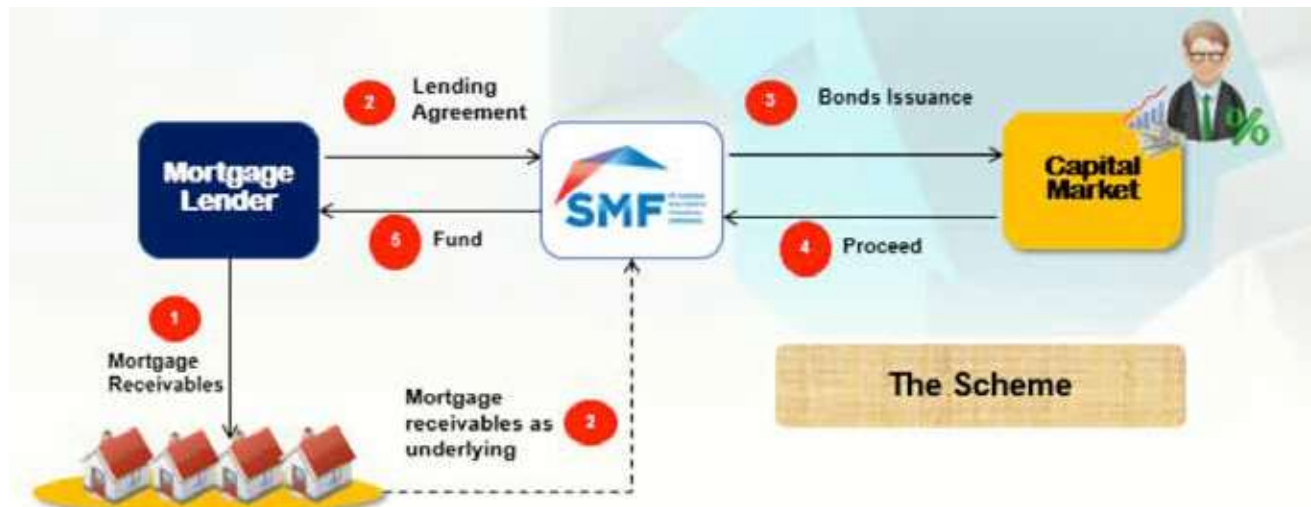 2
Lending
Agreement
3
Bonds Issuance
Mortgage
Lender
SMF
Capital
Market
%
5
Fund
4
Proceed
1
Mortgage
Receivables
Mortgage
receivables as
underlying
2
The Scheme